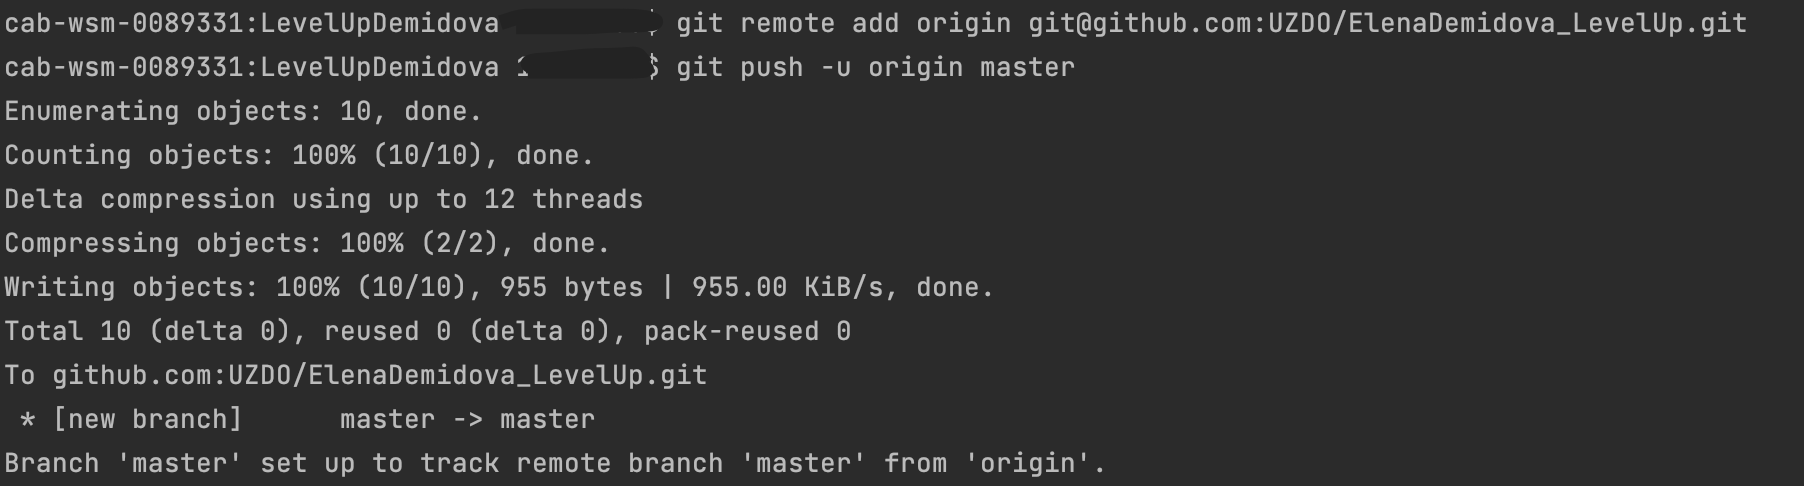 cab-wsm-0089331:LevelUpDemidova $ git remote add origin git@github.com:UZDO/ElenaDemidova_LevelUp.git
cab-wsm-0089331:LevelUpDemidova $ git push -u origin master
Enumerating objects: 10, done.
Counting objects: 100% (10/10), done.
Delta compression using up to 12 threads
Compressing objects: 100% (2/2), done.
Writing objects: 100% (10/10), 955 bytes | 955.00 KiB/s, done.
Total 10 (delta 0), reused 0 (delta 0), pack-reused 0
To github.com:UZDO/ElenaDemidova_LevelUp.git
 * [new branch]      master -> master
Branch 'master' set up to track remote branch 'master' from 'origin'.